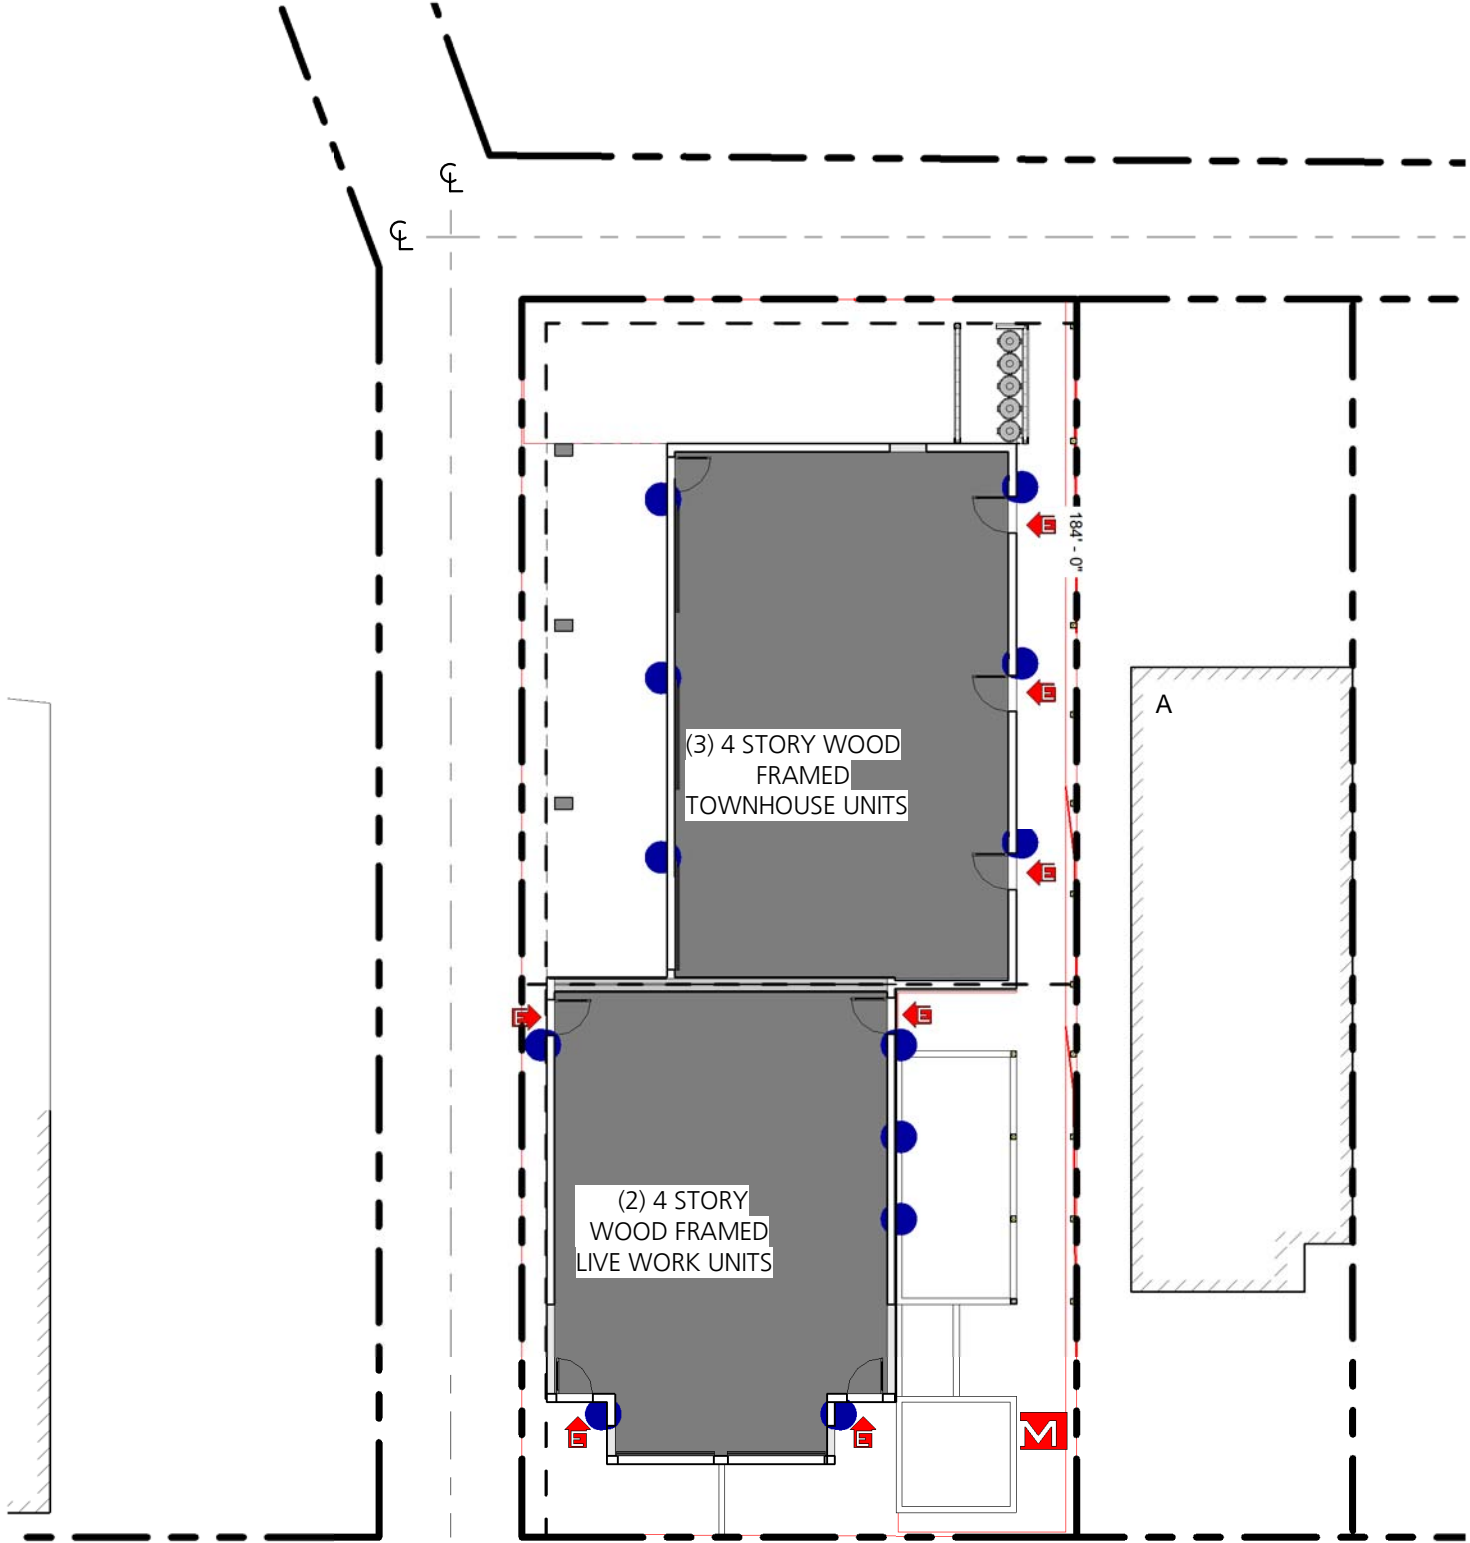 ℄
℄
E
184' - 0"
E
A
(3) 4 STORY WOOD
FRAMED
TOWNHOUSE UNITS
E
E
E
(2) 4 STORY
WOOD FRAMED
LIVE WORK UNITS
E
E
M